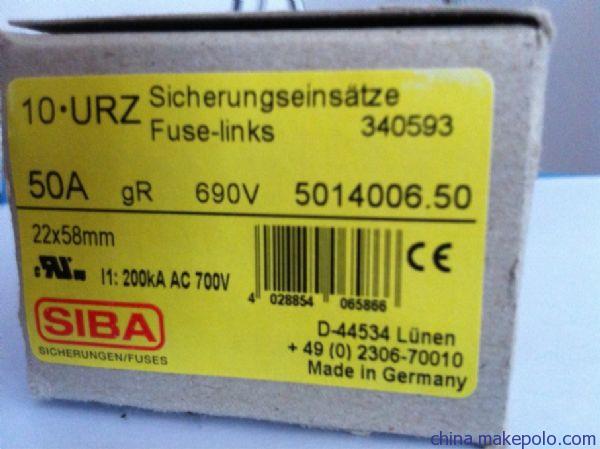 10·URZ Sicherungseinsätze
Fuse-links 340593
50A gR 690V 5014006.50
22x58mm
I1: 200kA AC 700V
CE
4 028854 065866
SIBA
SICHERUNGEN/FUSES
D-44534 Lünen
+ 49 (0) 2306-70010
Made in Germany
china.makepolo.com